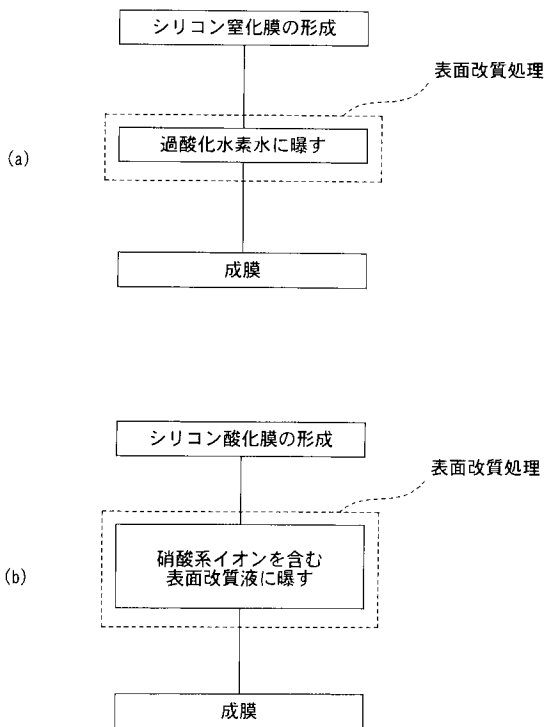 シリコン窒化膜の形成
表面改質処理
(a)
過酸化水素水に曝す
成膜
シリコン酸化膜の形成
表面改質処理
(b)
硝酸系イオンを含む
表面改質液に曝す
成膜